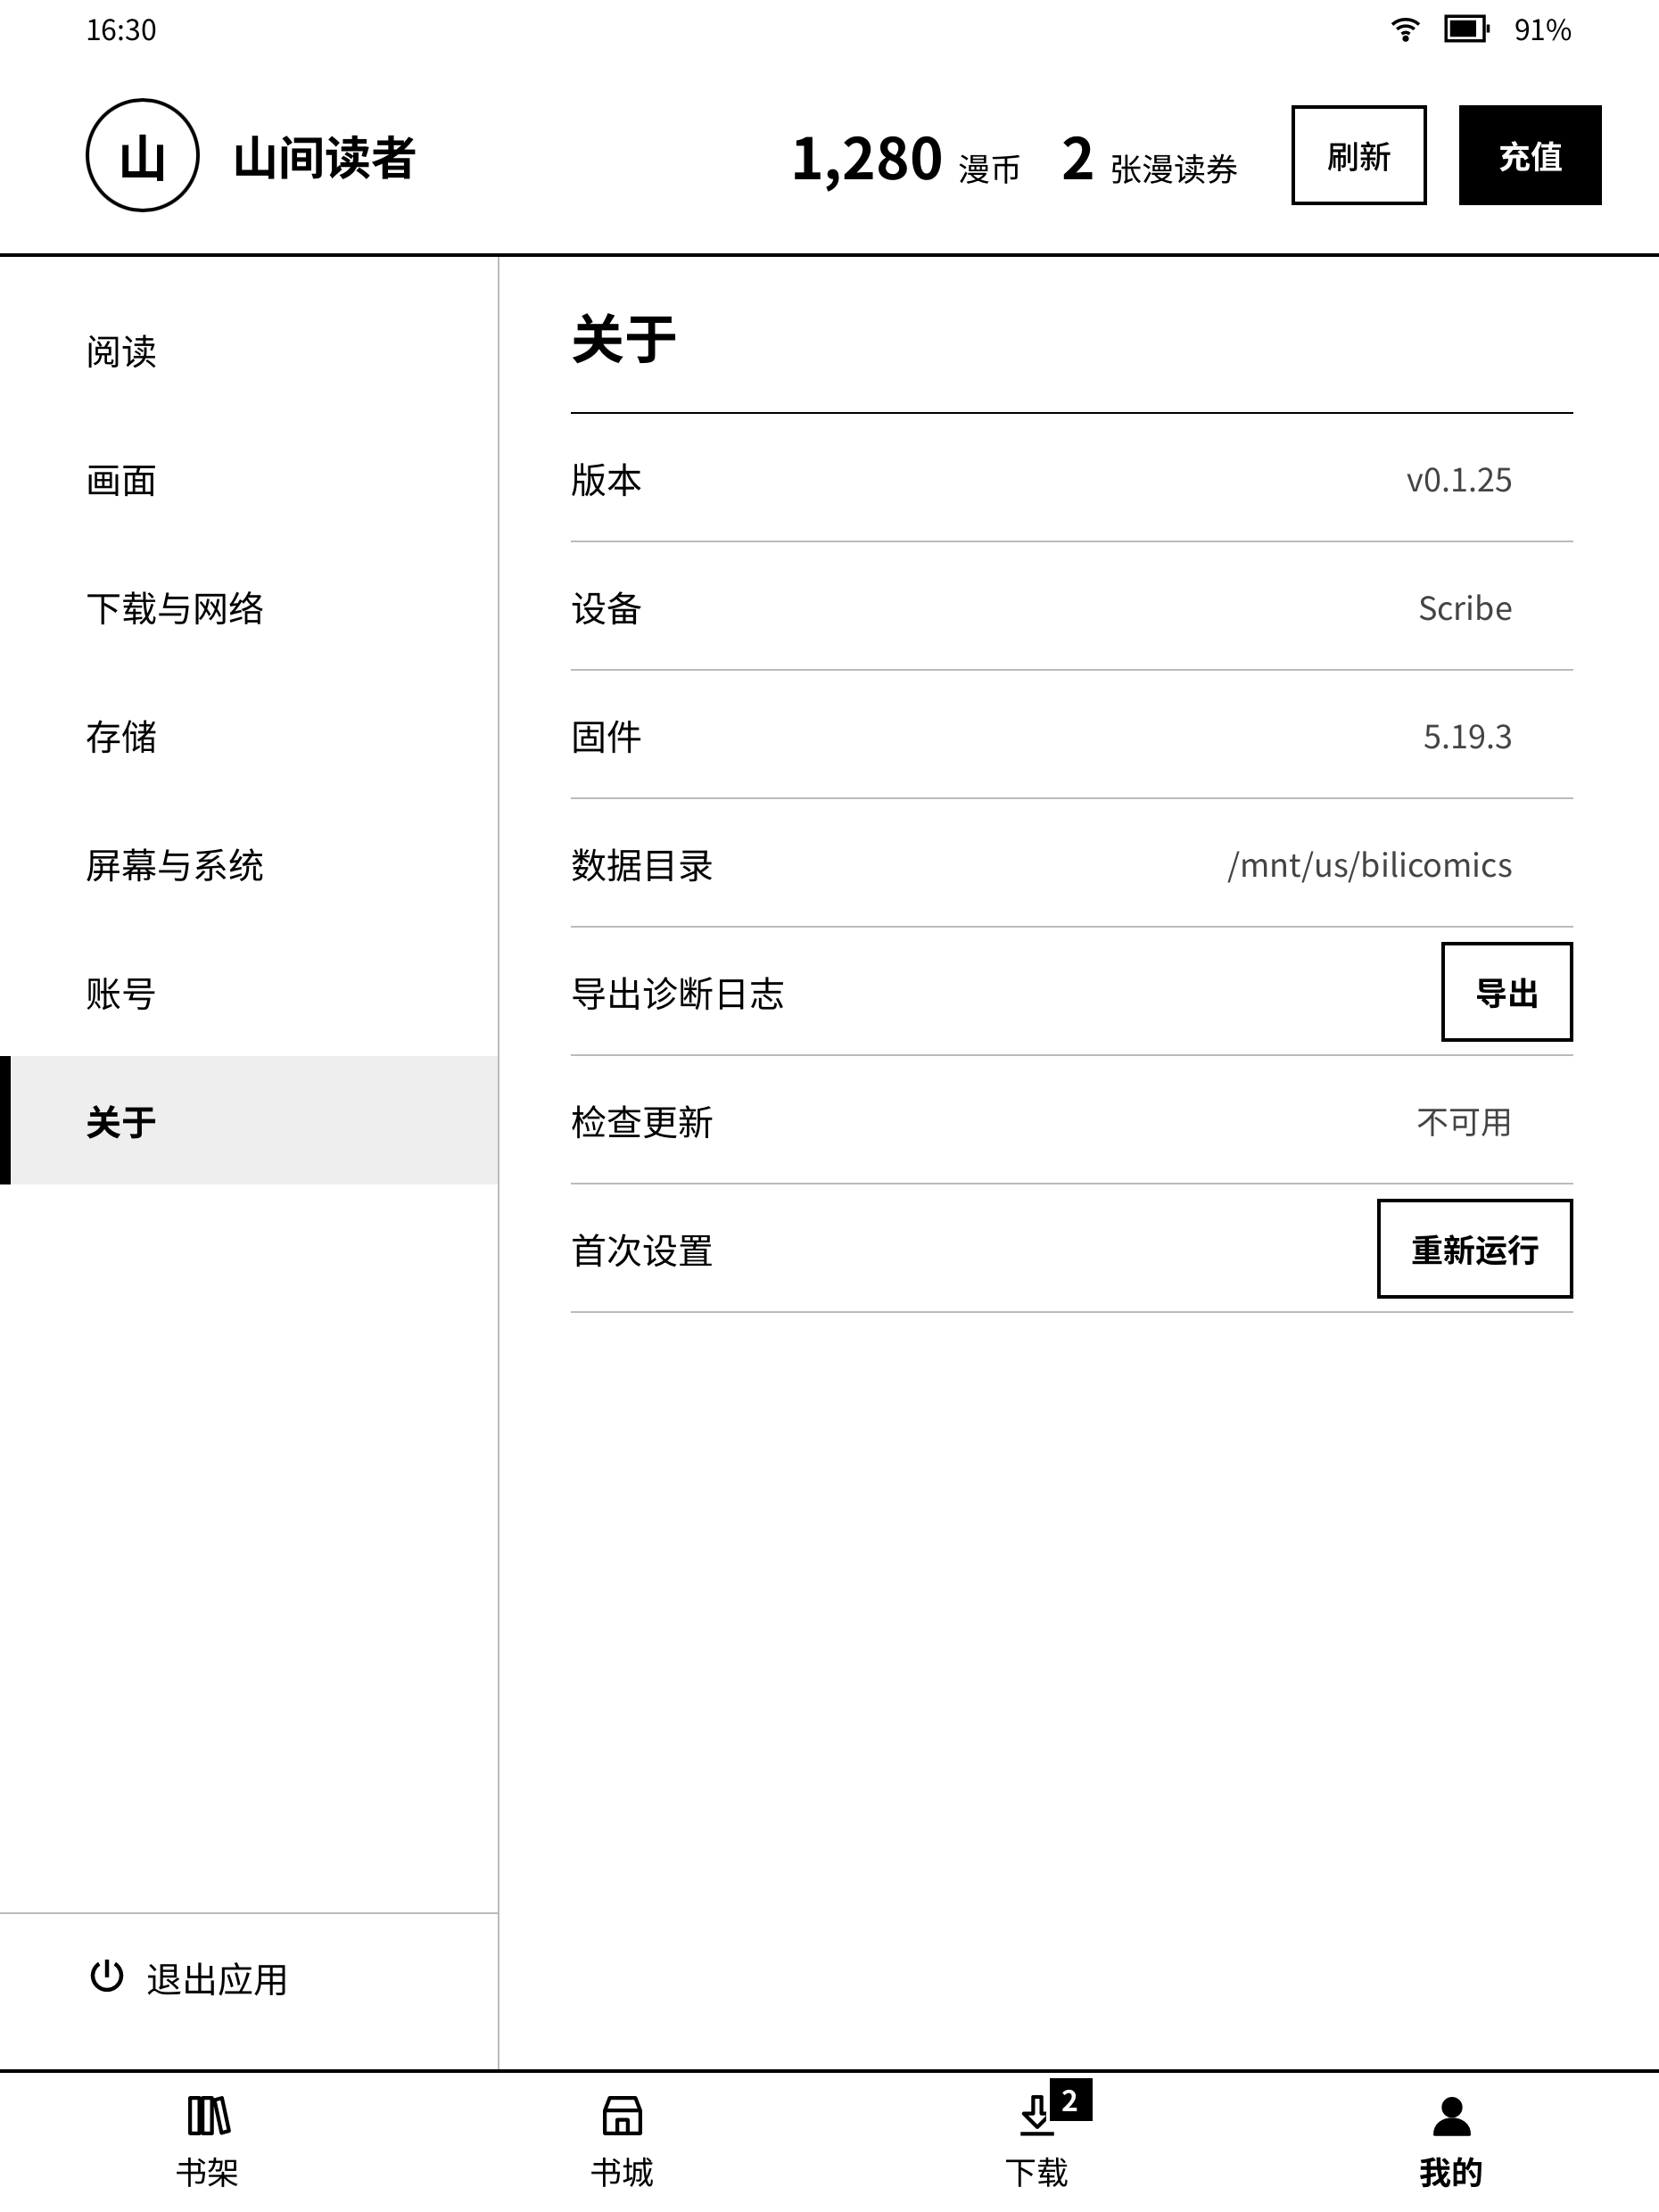 16:30
91%
山 山间读者
1,280 漫币 2 张漫读券 刷新 充值
阅读
画面
下载与网络
存储
屏幕与系统
账号
关于
退出应用
关于
版本 v0.1.25
设备 Scribe
固件 5.19.3
数据目录 /mnt/us/bilicomics
导出诊断日志 导出
检查更新 不可用
首次设置 重新运行
书架
书城
2
下载
我的